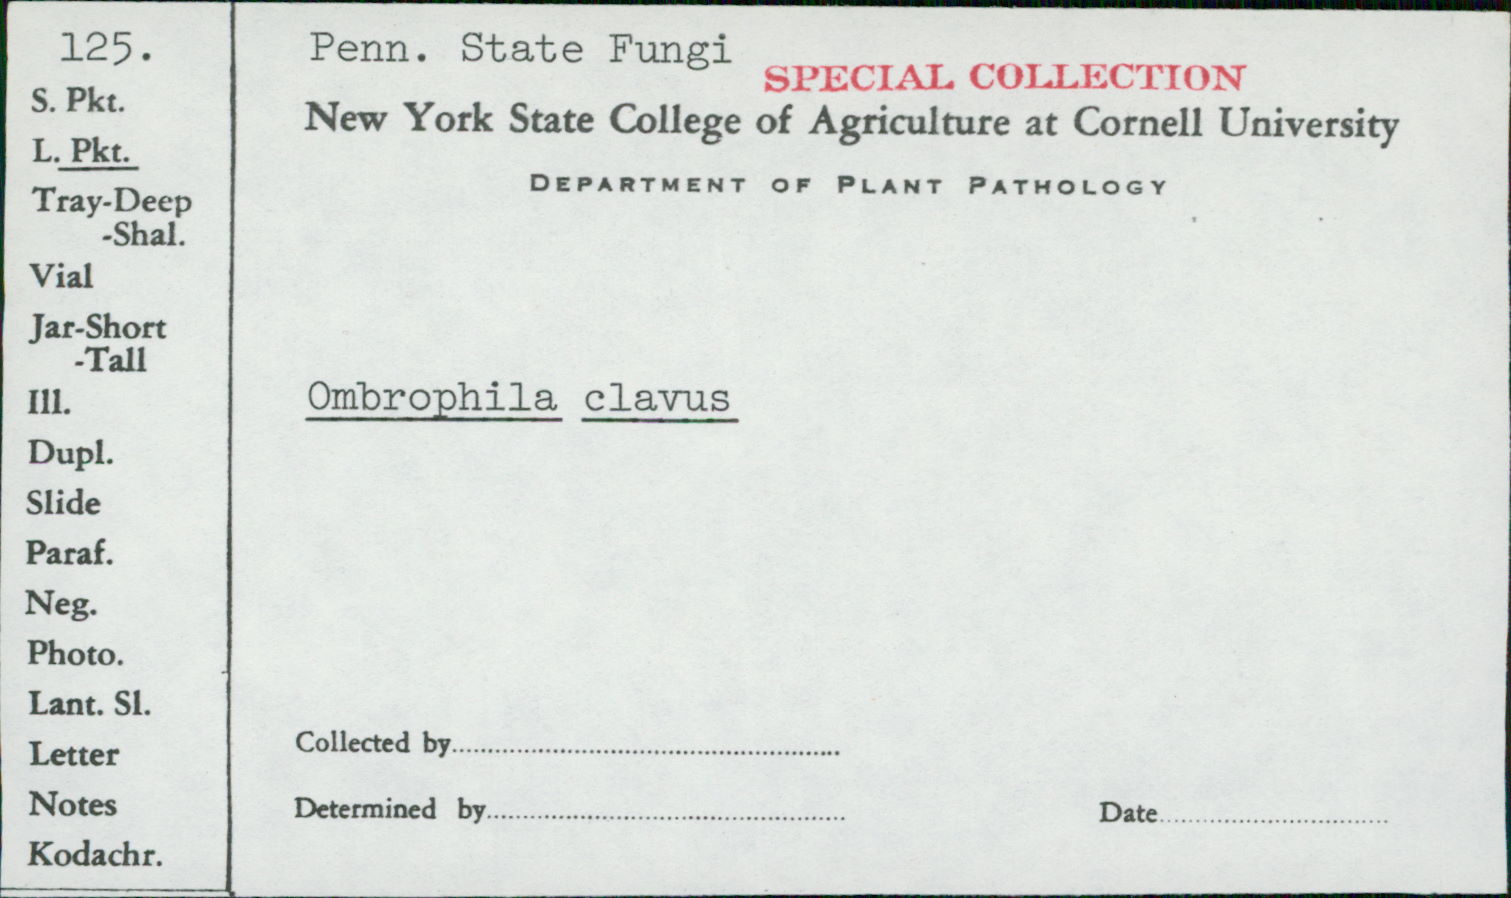 125.
S. Pkt.
L. Pkt.
Tray-Deep
-Shal.
Vial
Jar-Short
-Tall
Ill.
Dupl.
Slide
Paraf.
Neg.
Photo.
Lant. Sl.
Letter
Notes
Kodachr.
Penn. State Fungi
SPECIAL COLLECTION
New York State College of Agriculture at Cornell University
DEPARTMENT OF PLANT PATHOLOGY
Ombrophila clavus
Collected by
Determined by
Date